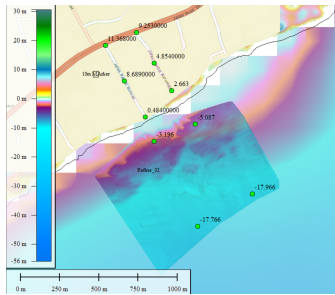 30 m
20 m
10 m
0 m
-10 m
-20 m
-30 m
-40 m
-50 m
-56 m
9.2530000
11.368000
4.8540000
8.6890000
2.663
0.48400000
-5.087
-3.196
-17.966
-17.766
0 m
250 m
500 m
750 m
1000 m